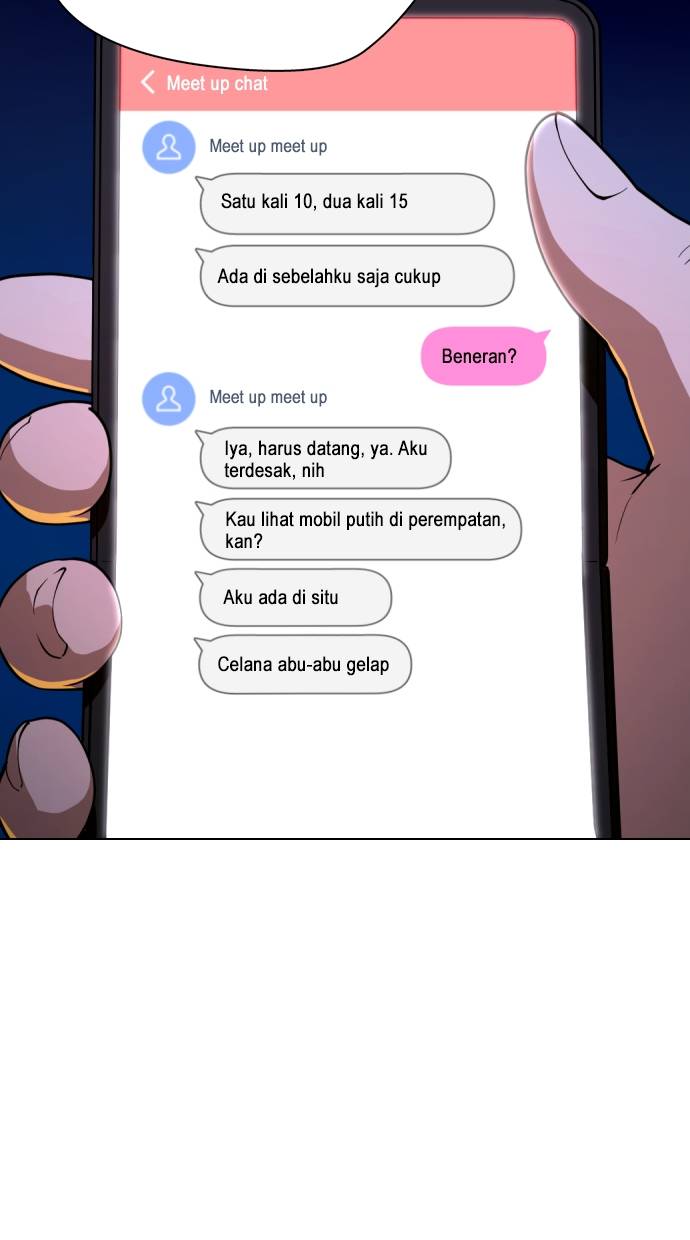 Meet up chat
Meet up meet up
Satu kali 10, dua kali 15
Ada di sebelahku saja cukup
Beneran?
Meet up meet up
Iya, harus datang, ya. Aku
terdesak, nih
Kau lihat mobil putih di perempatan,
kan?
Aku ada di situ
Celana abu-abu gelap